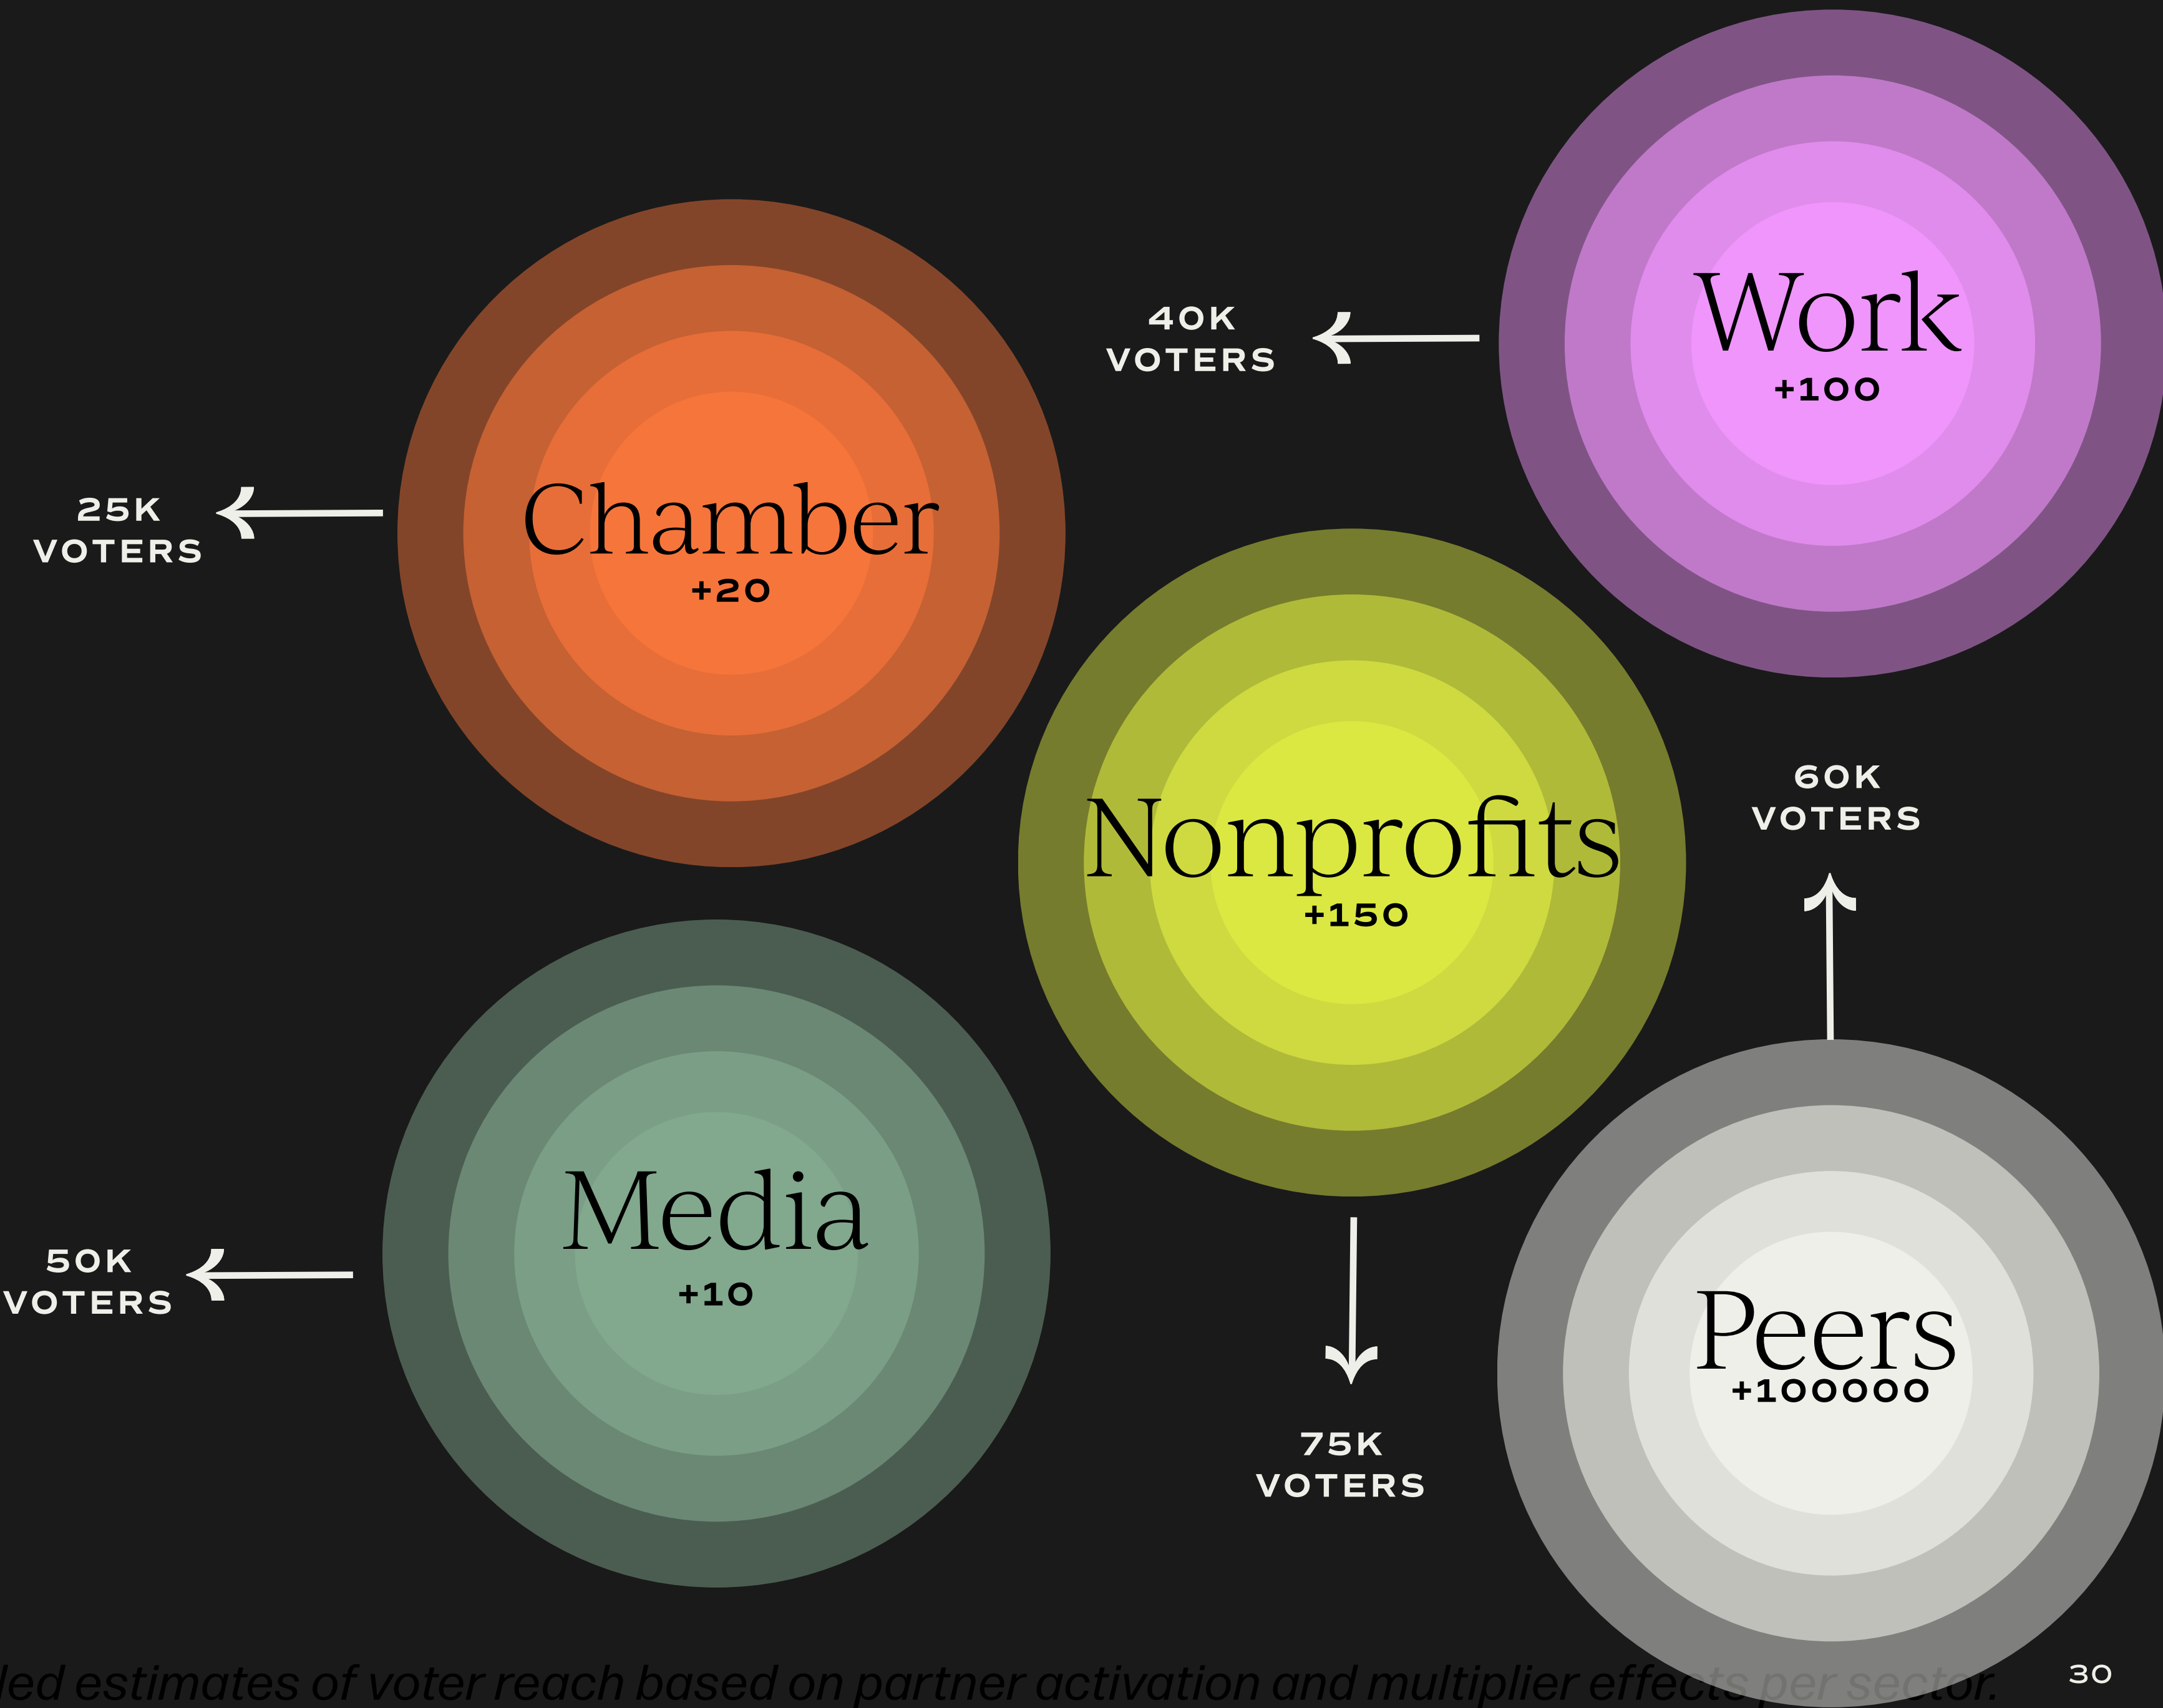 Work
+100
40K
VOTERS
Chamber
+20
25K
VOTERS
Nonprofits
+150
60K
VOTERS
Media
+10
50K
VOTERS
Peers
+100000
75K
VOTERS
estimates of voter reach based on partner activation and multiplier effects per sector.
30